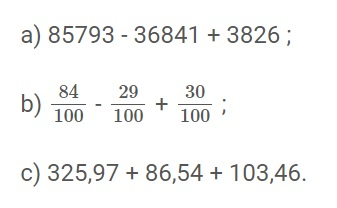 a) 85793 - 36841 + 3826 ;
b) 84/100 - 29/100 + 30/100 ;
c) 325,97 + 86,54 + 103,46.